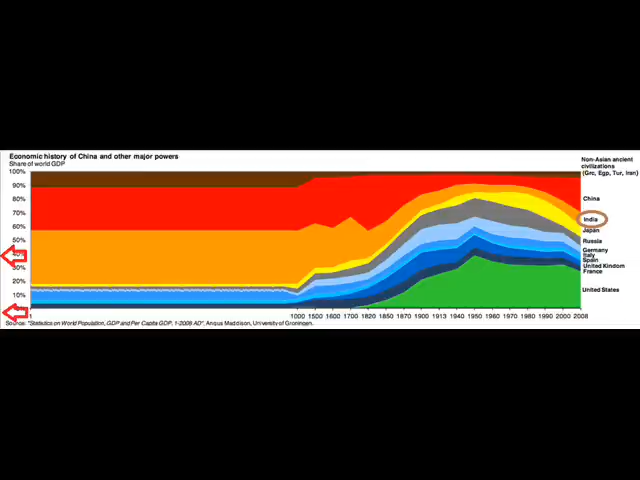 Economic history of China and other major powers
Share of world GDP
Non-Asian ancient
civilizations
(Grc, Egp, Tur, Iran)
100%
90%
80%
70%
60%
50%
30%
20%
10%
China
India
Japan
Russia
Germany
Italy
Spain
United Kindom
France
United States
1
1000 1500 1600 1700 1820 1850 1870 1900 1913 1940 1950 1960 1970 1980 1990 2000 2008
Source: "Statistics on World Population, GDP and Per Capita GDP, 1-2008 AD", Angus Maddison, University of Groningen.